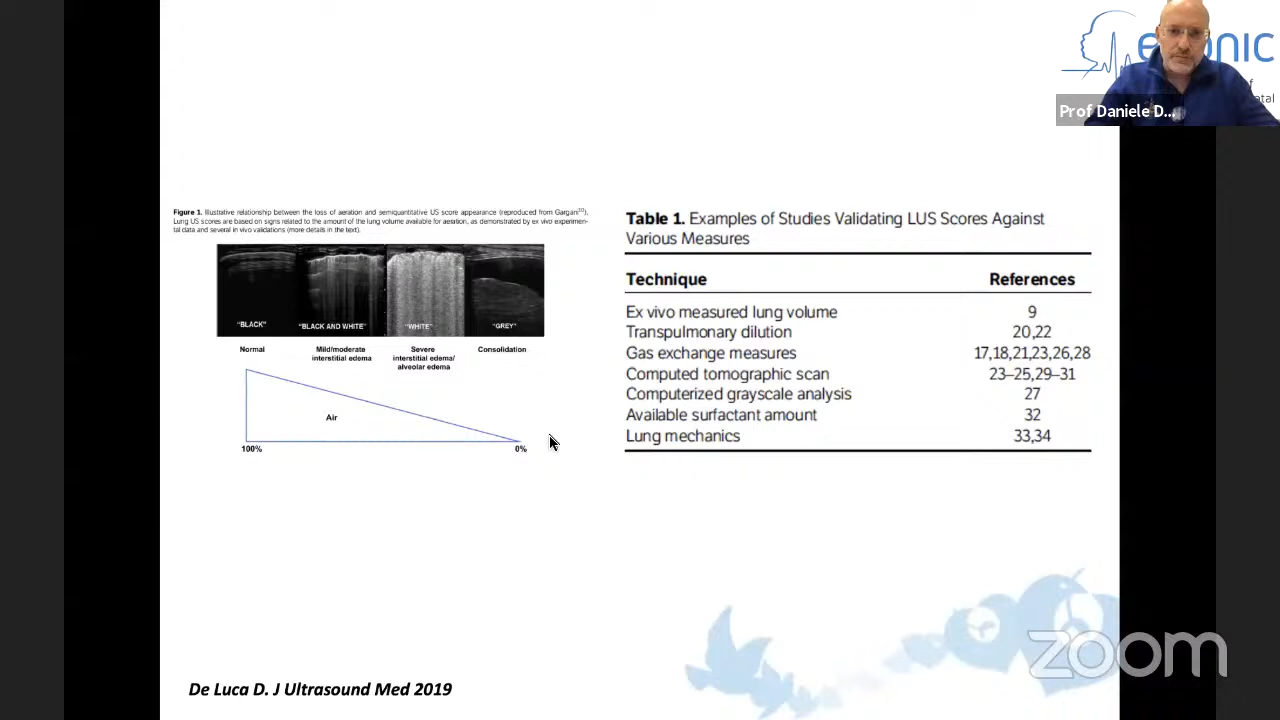 Prof Daniele D...
Figure 1. Illustrative relationship between the loss of aeration and semiquantitative US score appearance (reproduced from Gargani
Lung US scores are based on signs related to the amount of the lung volume available for aeration, as demonstrated by ex vivo experimen-
tal data and several in vivo validations (more details in the text).
"BLACK" "BLACK AND WHITE" "WHITE" "GREY"
Normal Mild/moderate interstitial edema Severe interstitial edema/ alveolar edema Consolidation
Air
100% 0%
Table 1. Examples of Studies Validating LUS Scores Against
Various Measures
Technique References
Ex vivo measured lung volume 9
Transpulmonary dilution 20,22
Gas exchange measures 17,18,21,23,26,28
Computed tomographic scan 23–25,29–31
Computerized grayscale analysis 27
Available surfactant amount 32
Lung mechanics 33,34
De Luca D. J Ultrasound Med 2019
zoom